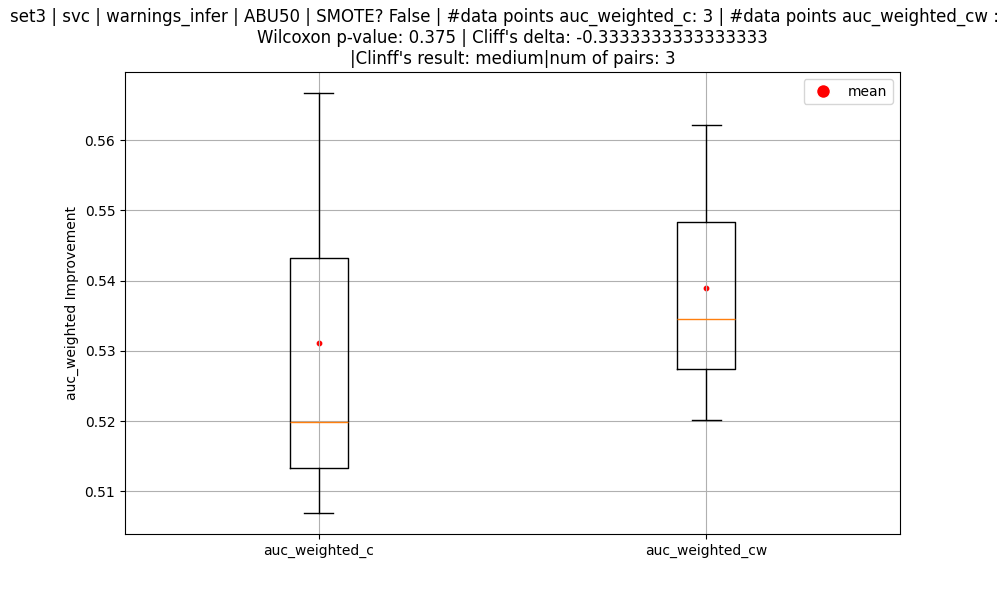 set3 | svc | warnings_infer | ABU50 | SMOTE? False | #data points auc_weighted_c: 3 | #data points auc_weighted_cw :
Wilcoxon p-value: 0.375 | Cliff's delta: -0.3333333333333333
|Clinff's result: medium|num of pairs: 3
mean
0.56
0.55
0.54
0.53
0.52
0.51
auc_weighted Improvement
auc_weighted_c
auc_weighted_cw